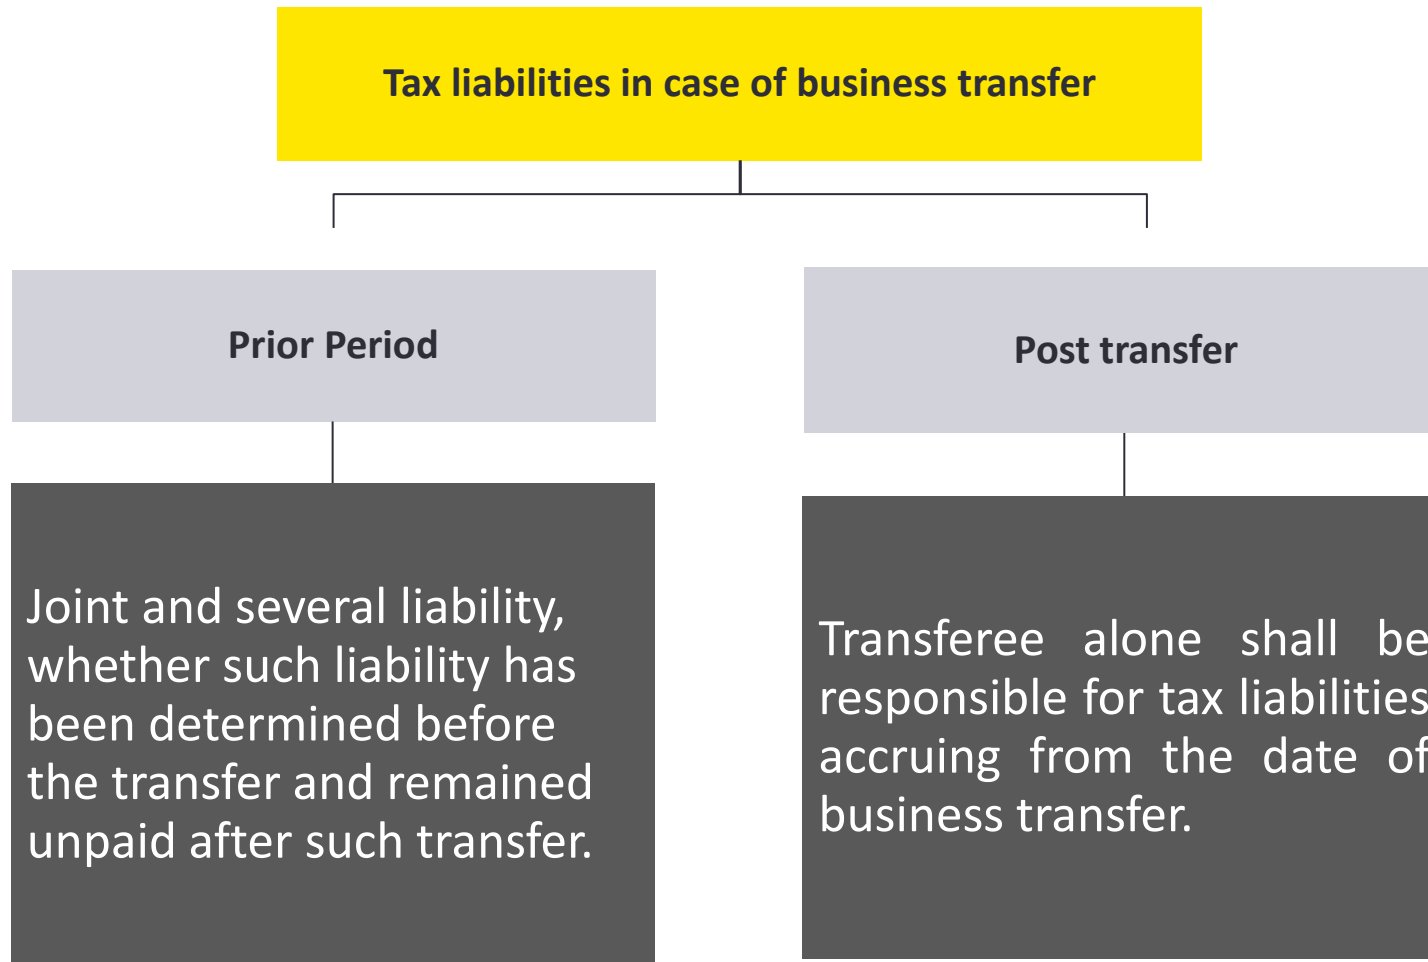 Tax liabilities in case of business transfer
Prior Period
Post transfer
Joint and several liability,
whether such liability has
been determined before
the transfer and remained
unpaid after such transfer.
Transferee alone shall be
responsible for tax liabilities
accruing from the date of
business transfer.